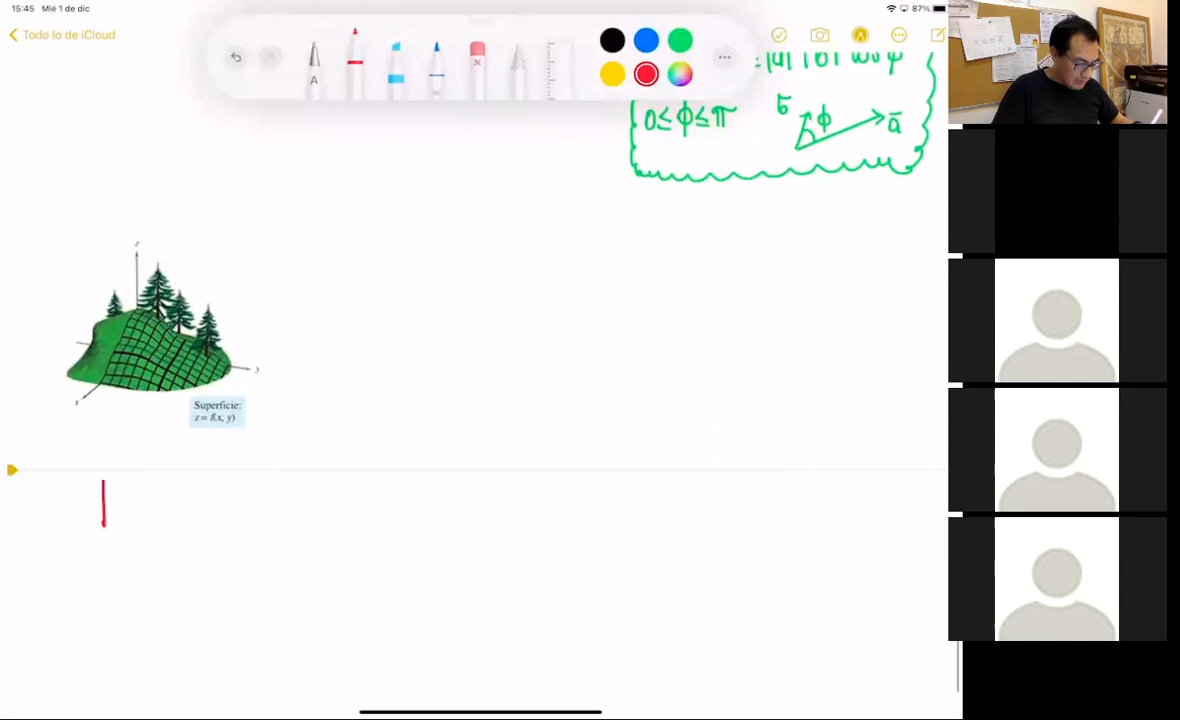 15:45 Mié 1 de dic
87%
Todo lo de iCloud
A
0≤ϕ≤π
b̄
ϕ
ā
z
y
x
Superficie:
z = f(x, y)